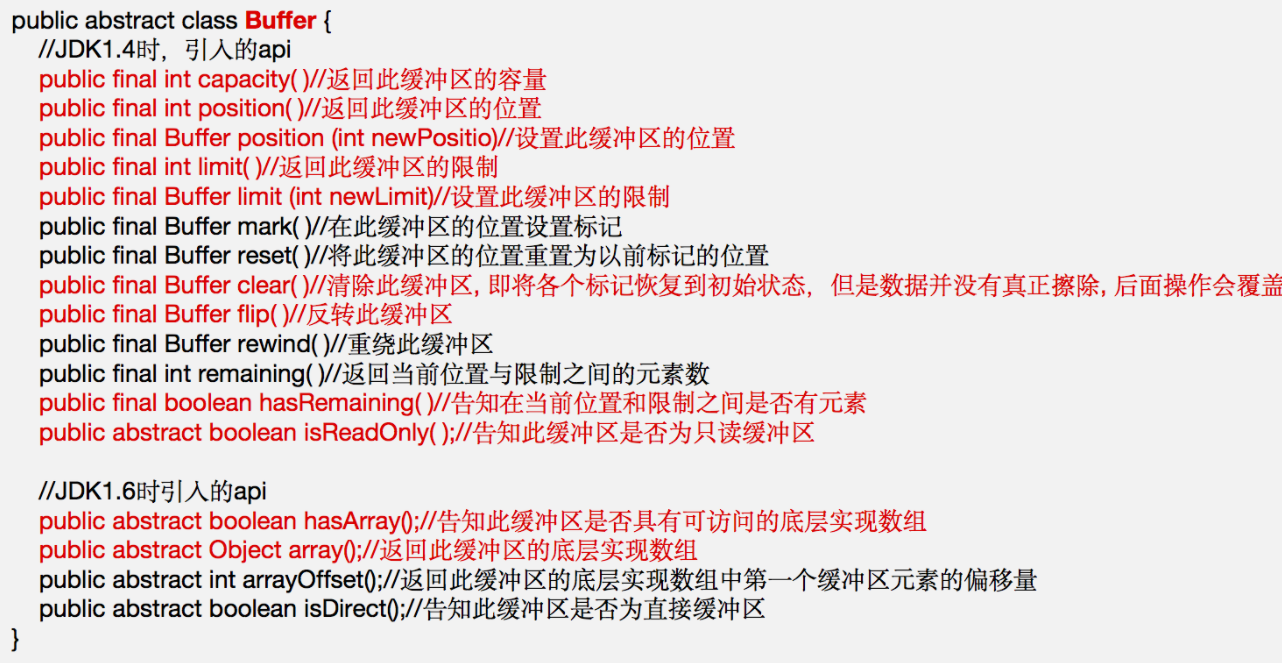 public abstract class Buffer {
//JDK1.4时，引入的api
public final int capacity( )//返回此缓冲区的容量
public final int position( )//返回此缓冲区的位置
public final Buffer position (int newPositio)//设置此缓冲区的位置
public final int limit( )//返回此缓冲区的限制
public final Buffer limit (int newLimit)//设置此缓冲区的限制
public final Buffer mark( )//在此缓冲区的位置设置标记
public final Buffer reset( )//将此缓冲区的位置重置为以前标记的位置
public final Buffer clear( )//清除此缓冲区, 即将各个标记恢复到初始状态，但是数据并没有真正擦除, 后面操作会覆盖
public final Buffer flip( )//反转此缓冲区
public final Buffer rewind( )//重绕此缓冲区
public final int remaining( )//返回当前位置与限制之间的元素数
public final boolean hasRemaining( )//告知在当前位置和限制之间是否有元素
public abstract boolean isReadOnly( );//告知此缓冲区是否为只读缓冲区
//JDK1.6时引入的api
public abstract boolean hasArray();//告知此缓冲区是否具有可访问的底层实现数组
public abstract Object array();//返回此缓冲区的底层实现数组
public abstract int arrayOffset();//返回此缓冲区的底层实现数组中第一个缓冲区元素的偏移量
public abstract boolean isDirect();//告知此缓冲区是否为直接缓冲区
}